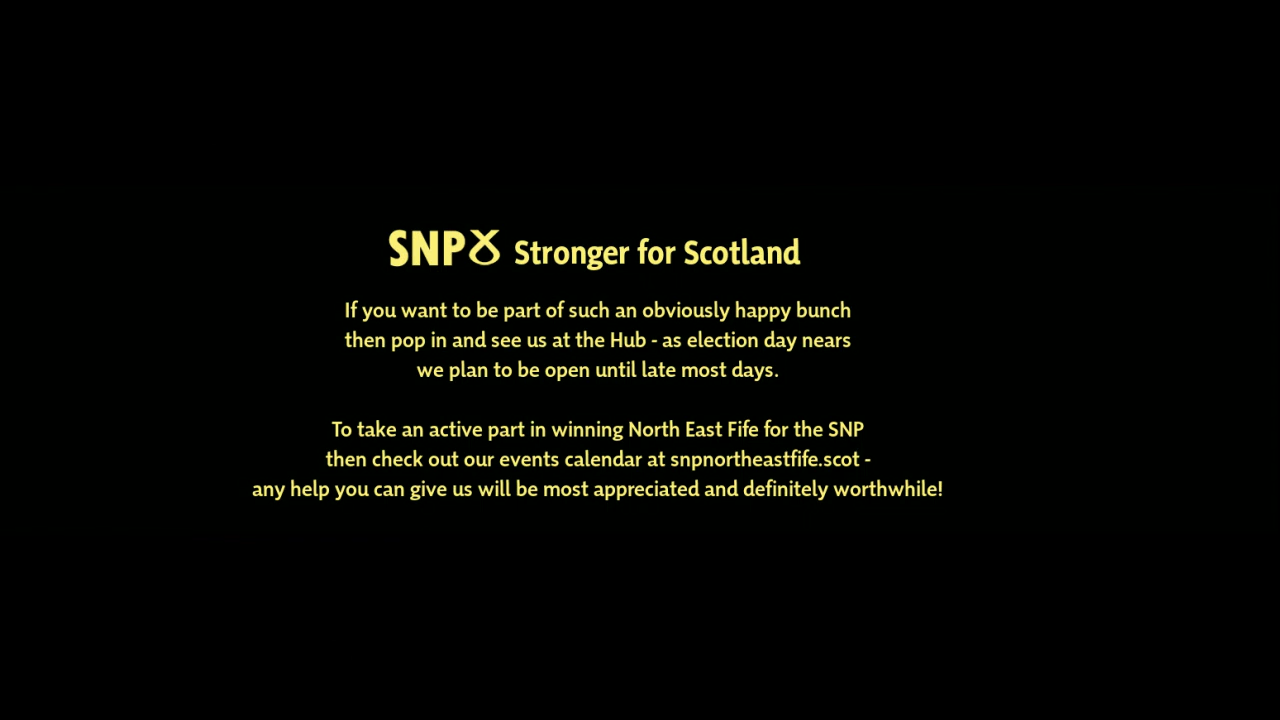 SNP Stronger for Scotland
If you want to be part of such an obviously happy bunch
then pop in and see us at the Hub - as election day nears
we plan to be open until late most days.
To take an active part in winning North East Fife for the SNP
then check out our events calendar at snpnortheastfife.scot -
any help you can give us will be most appreciated and definitely worthwhile!